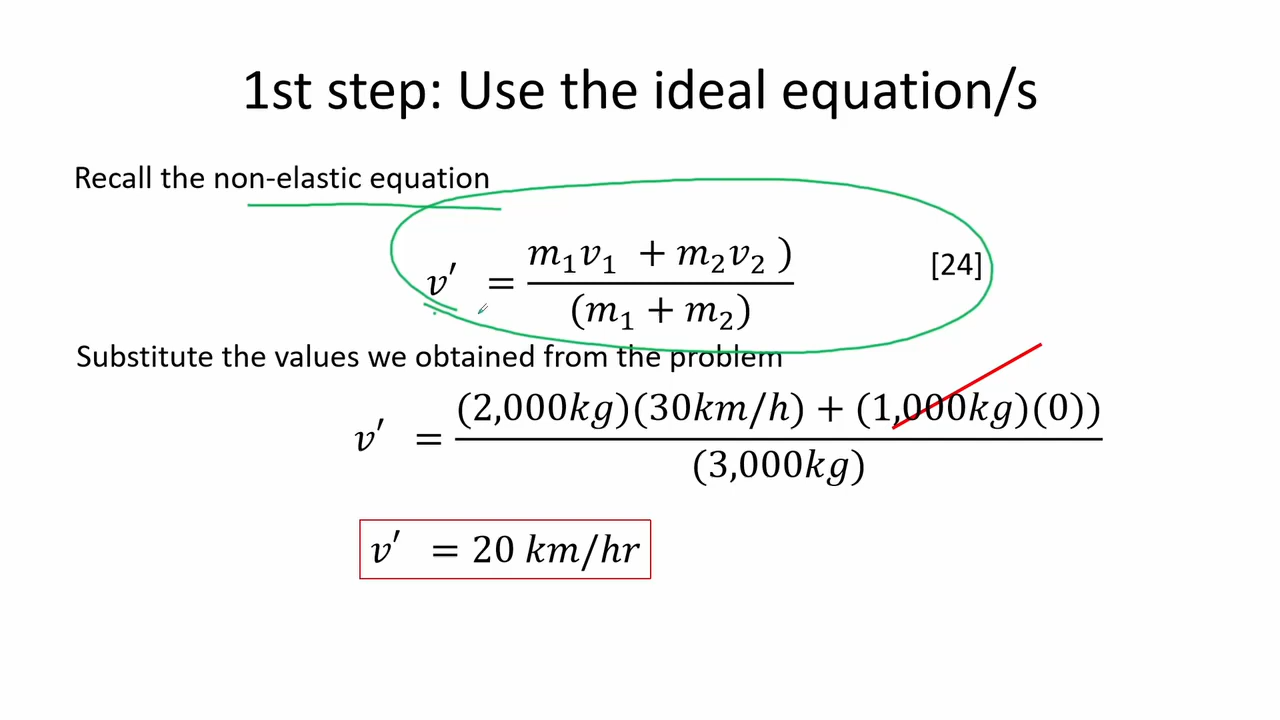 1st step: Use the ideal equation/s
Recall the non-elastic equation
v′ = (m₁v₁ + m₂v₂ ) / (m₁ + m₂) [24]
Substitute the values we obtained from the problem
v′ = (2,000kg)(30km/h) + (1,000kg)(0)) / (3,000kg)
v′ = 20 km/hr